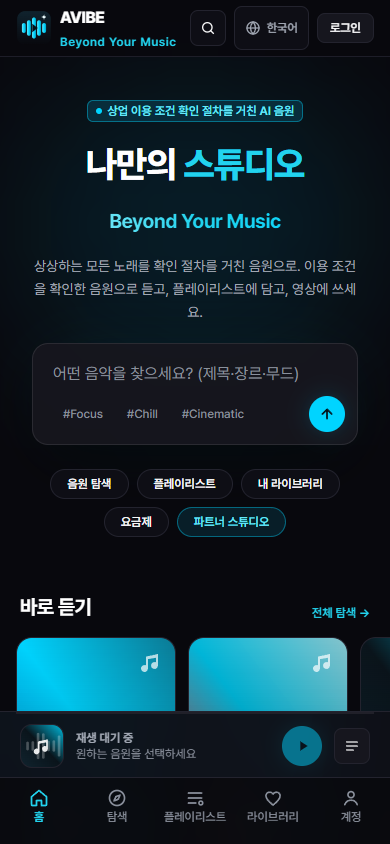 AVIBE
Beyond Your Music
한국어
로그인
상업 이용 조건 확인 절차를 거친 AI 음원
나만의 스튜디오
Beyond Your Music
상상하는 모든 노래를 확인 절차를 거친 음원으로. 이용 조건
을 확인한 음원으로 듣고, 플레이리스트에 담고, 영상에 쓰세
요.
어떤 음악을 찾으세요? (제목·장르·무드)
#Focus #Chill #Cinematic
음원 탐색 플레이리스트 내 라이브러리
요금제 파트너 스튜디오
바로 듣기
전체 탐색 →
재생 대기 중
원하는 음원을 선택하세요
홈 탐색 플레이리스트 라이브러리 계정